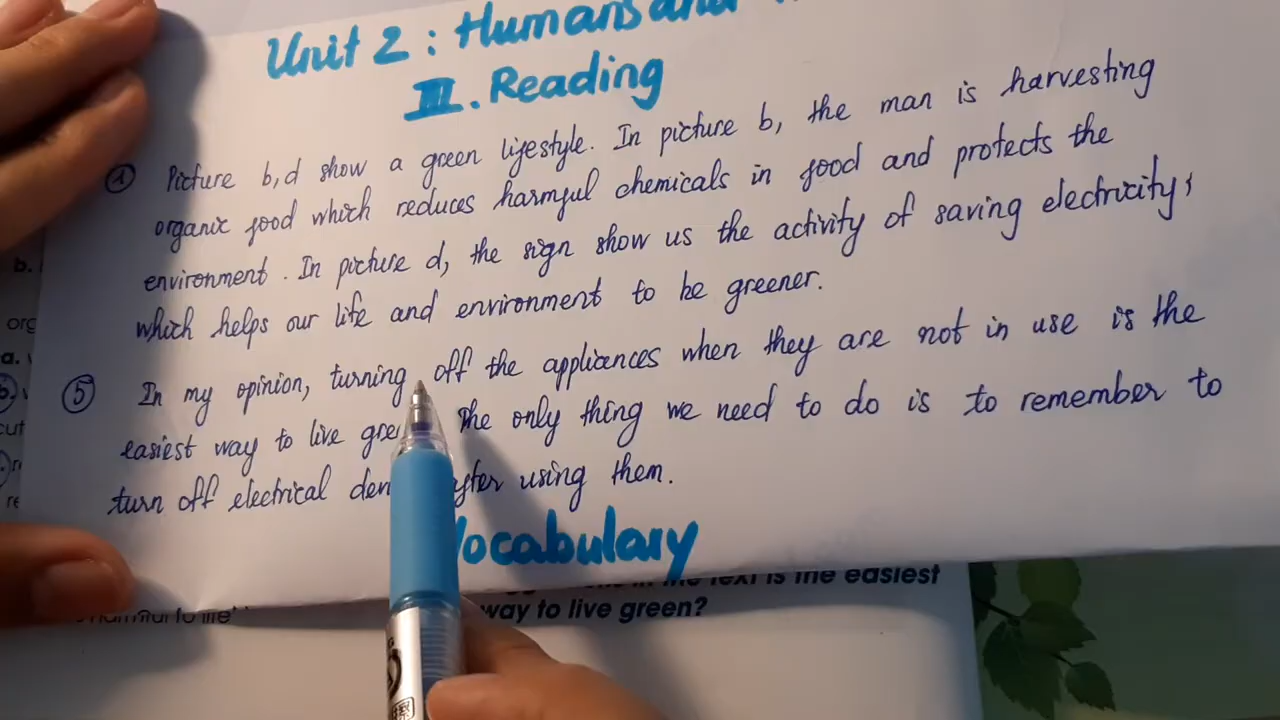 Unit 2 : Humans and
III. Reading
① Picture b,d show a green lifestyle. In picture b, the man is harvesting
organic food which reduces harmful chemicals in food and protects the
environment. In picture d, the sign show us the activity of saving electricity,
which helps our life and environment to be greener.
⑤ In my opinion, turning off the appliances when they are not in use is the
easiest way to live The only thing we need to do is to remember to
turn off electrical after using them.
Vocabulary
b.
org
a.
text is the easiest
way to live green?